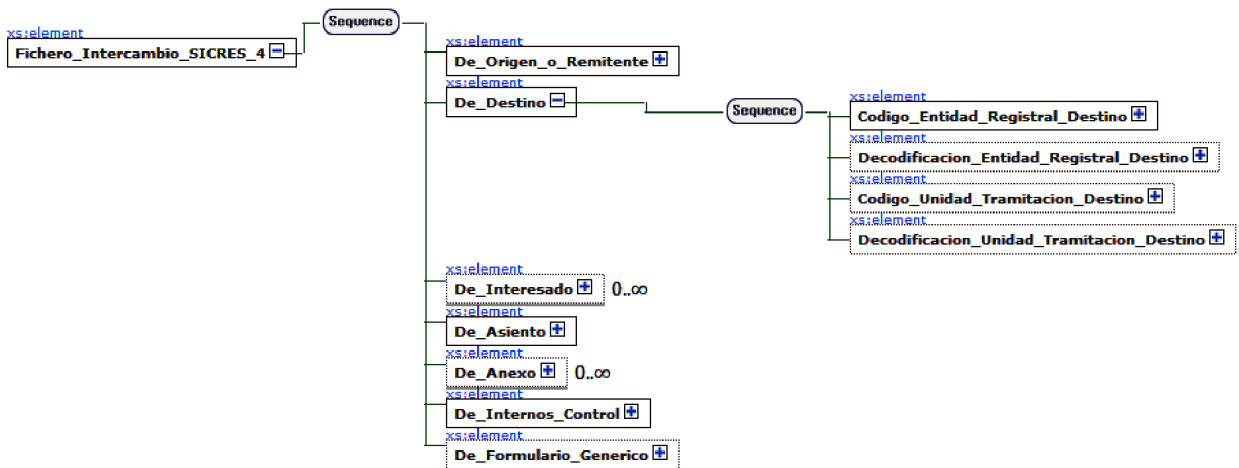 Sequence
xs:element
Fichero_Intercambio_SICRES_4
xs:element
De_Origen_o_Remitente
xs:element
De_Destino
Sequence
xs:element
Codigo_Entidad_Registral_Destino
xs:element
Decodificacion_Entidad_Registral_Destino
xs:element
Codigo_Unidad_Tramitacion_Destino
xs:element
Decodificacion_Unidad_Tramitacion_Destino
xs:element
De_Interesado 0..∞
xs:element
De_Asiento
xs:element
De_Anexo 0..∞
xs:element
De_Internos_Control
xs:element
De_Formulario_Generico